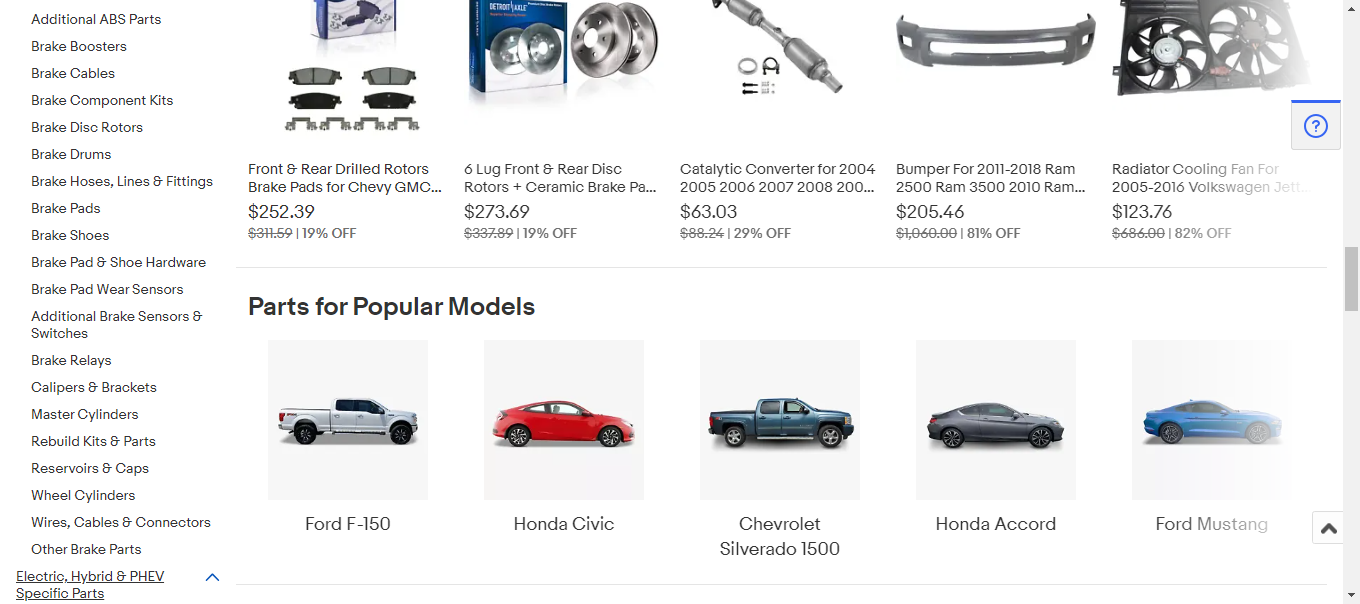 Additional ABS Parts
Brake Boosters
Brake Cables
Brake Component Kits
Brake Disc Rotors
Brake Drums
Brake Hoses, Lines & Fittings
Brake Pads
Brake Shoes
Brake Pad & Shoe Hardware
Brake Pad Wear Sensors
Additional Brake Sensors &
Switches
Brake Relays
Calipers & Brackets
Master Cylinders
Rebuild Kits & Parts
Reservoirs & Caps
Wheel Cylinders
Wires, Cables & Connectors
Other Brake Parts
Electric, Hybrid & PHEV
Specific Parts
DETROIT AXLE
Front & Rear Drilled Rotors
Brake Pads for Chevy GMC...
$252.39
$311.59 | 19% OFF
6 Lug Front & Rear Disc
Rotors + Ceramic Brake Pa...
$273.69
$337.89 | 19% OFF
Catalytic Converter for 2004
2005 2006 2007 2008 200...
$63.03
$88.24 | 29% OFF
Bumper For 2011-2018 Ram
2500 Ram 3500 2010 Ram...
$205.46
$1,060.00 | 81% OFF
Radiator Cooling Fan For
2005-2016 Volkswagen Jett...
$123.76
$686.00 | 82% OFF
?
Parts for Popular Models
Ford F-150
Honda Civic
Chevrolet
Silverado 1500
Honda Accord
Ford Mustang